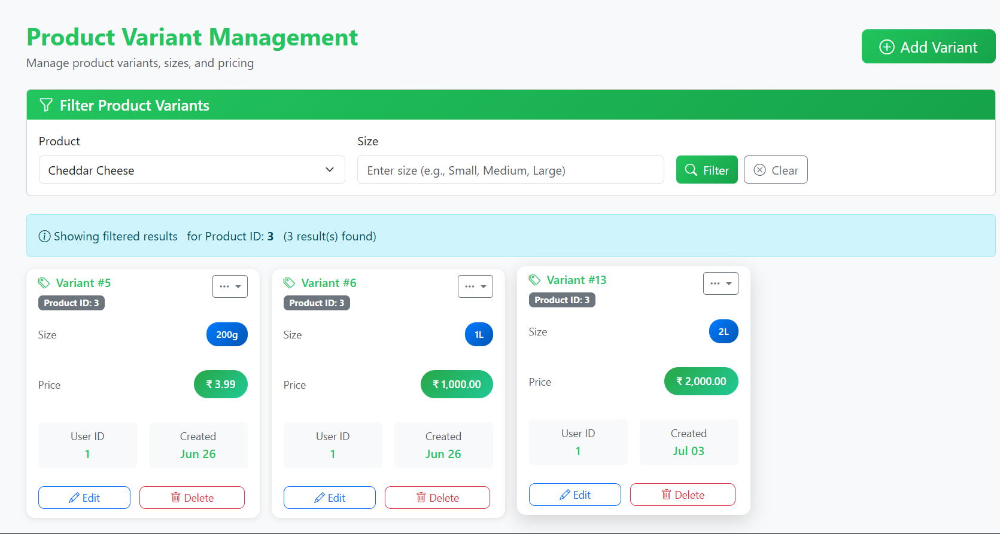 Product Variant Management
Manage product variants, sizes, and pricing
Add Variant
Filter Product Variants
Product
Cheddar Cheese
Size
Enter size (e.g., Small, Medium, Large)
Filter
Clear
Showing filtered results for Product ID: 3 (3 result(s) found)
Variant #5
Product ID: 3
Size
200g
Price
₹ 3.99
User ID
1
Created
Jun 26
Edit
Delete
Variant #6
Product ID: 3
Size
1L
Price
₹ 1,000.00
User ID
1
Created
Jun 26
Edit
Delete
Variant #13
Product ID: 3
Size
2L
Price
₹ 2,000.00
User ID
1
Created
Jul 03
Edit
Delete